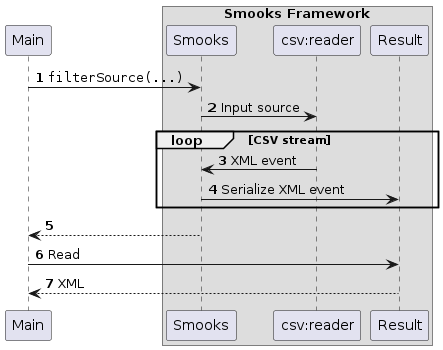 Smooks Framework
Main
Smooks
csv:reader
Result
1 filterSource(...)
2 Input source
loop [CSV stream]
3 XML event
4 Serialize XML event
5
6 Read
7 XML
Main
Smooks
csv:reader
Result